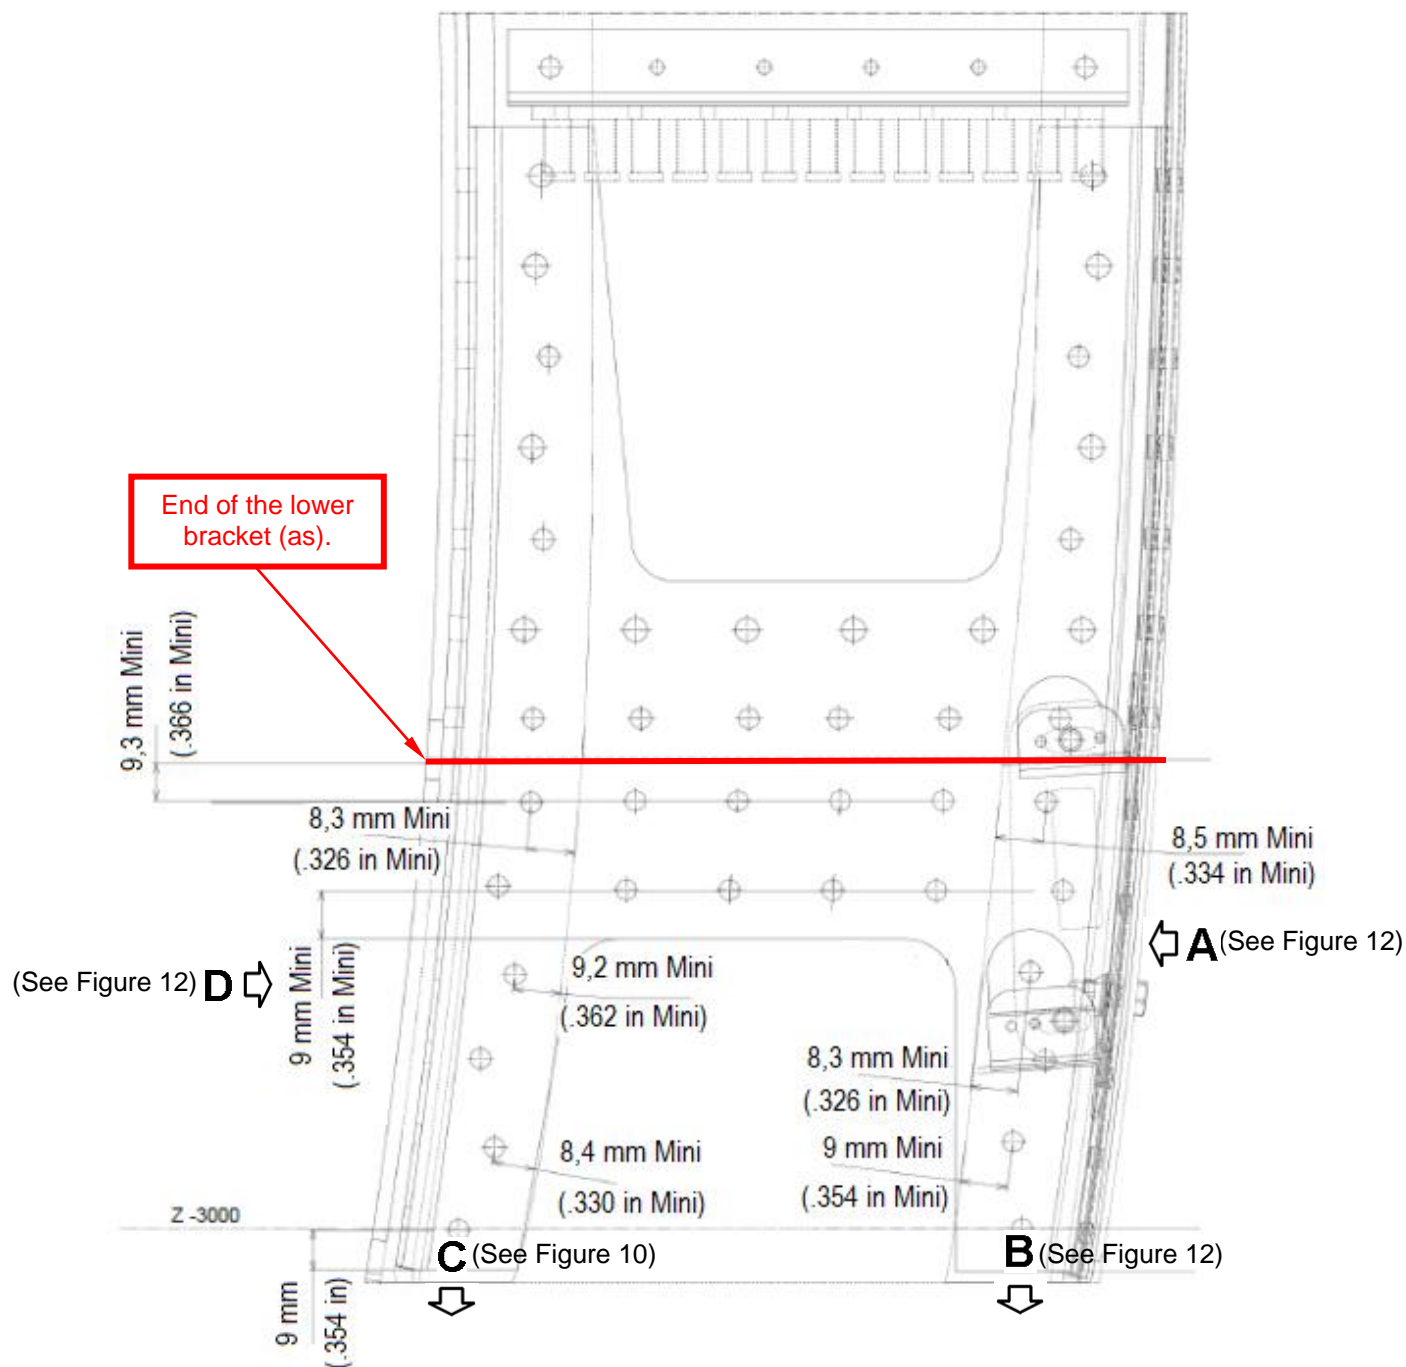 End of the lower
bracket (as).
9,3 mm Mini
(.366 in Mini)
8,3 mm Mini
(.326 in Mini)
8,5 mm Mini
(.334 in Mini)
A (See Figure 12)
(See Figure 12) D
9 mm Mini
(.354 in Mini)
9,2 mm Mini
(.362 in Mini)
8,3 mm Mini
(.326 in Mini)
8,4 mm Mini
(.330 in Mini)
9 mm Mini
(.354 in Mini)
Z -3000
C (See Figure 10)
B (See Figure 12)
9 mm
(.354 in)